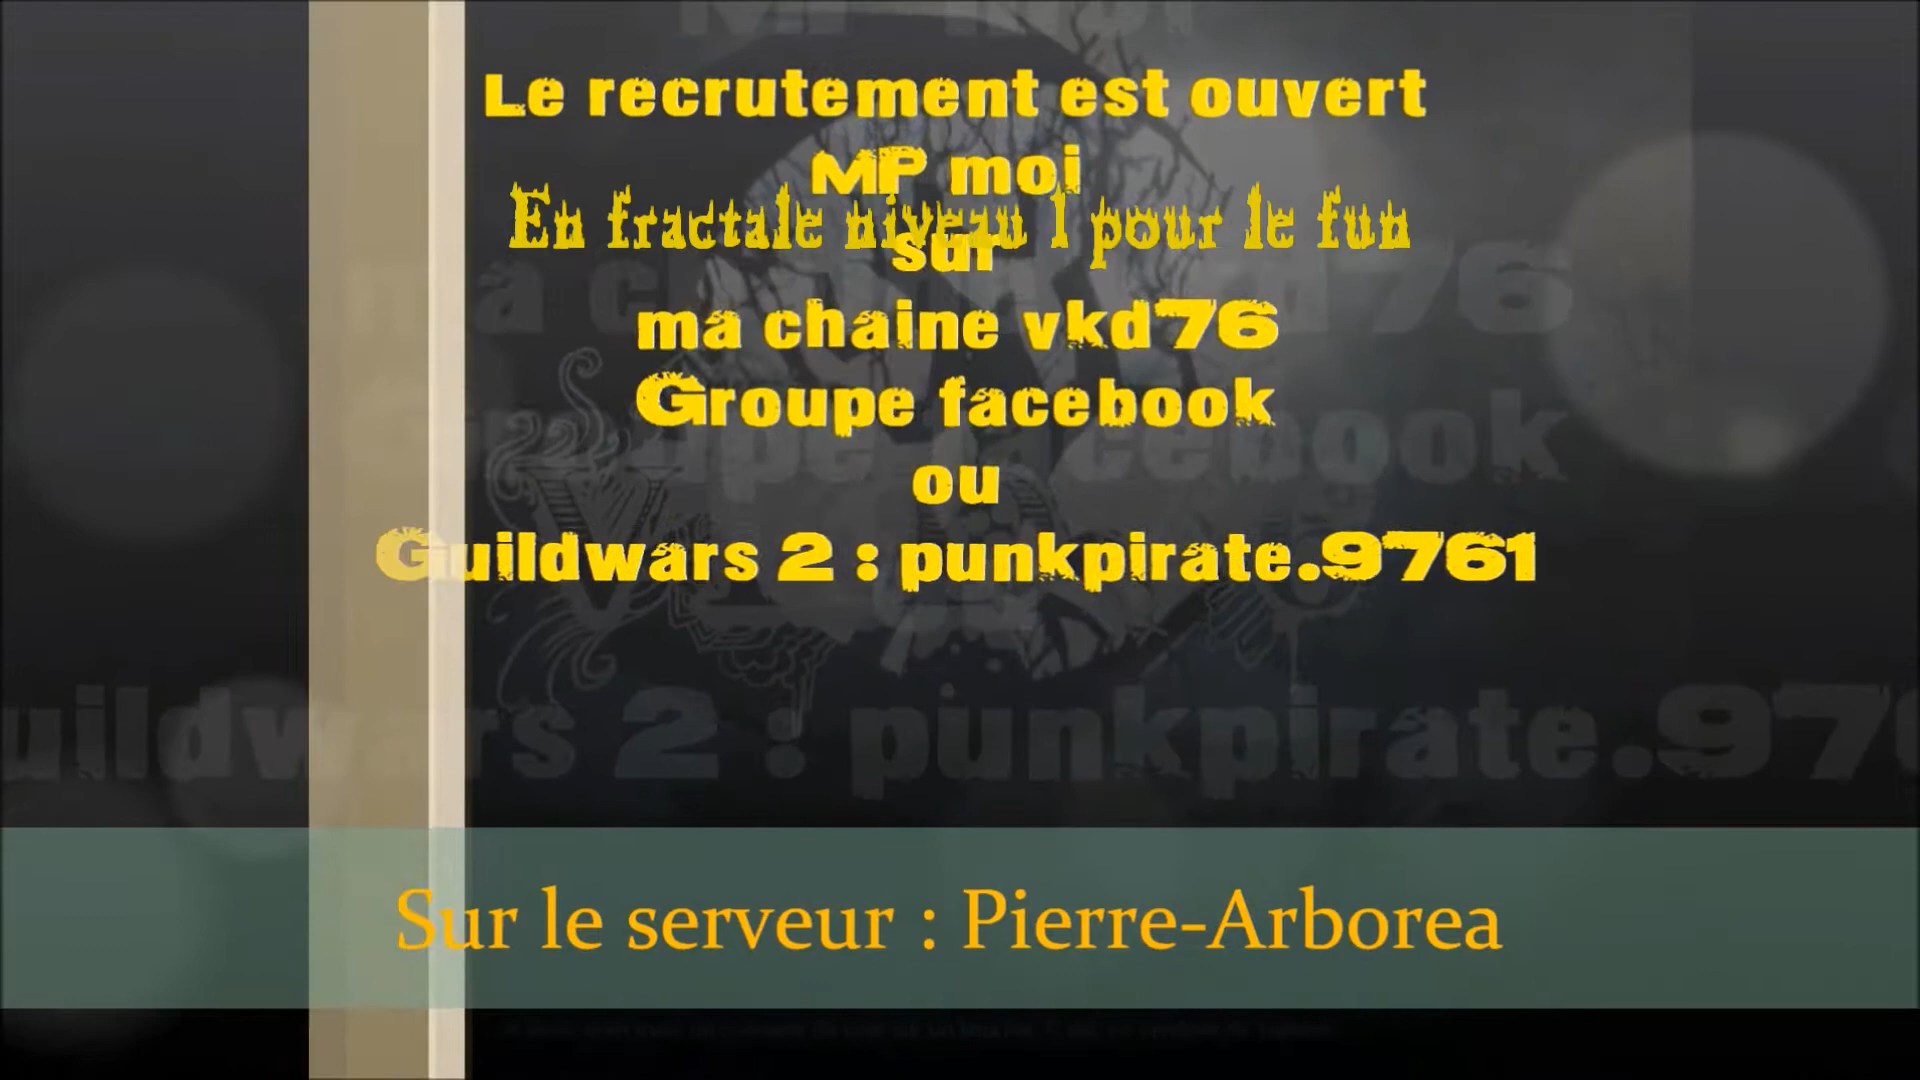 Le recrutement est ouvert
MP moi
En fractale niveau 1 pour le fun
sur
ma chaine vkd76
Groupe facebook
ou
Guildwars 2 : punkpirate.9761
Sur le serveur : Pierre-Arborea